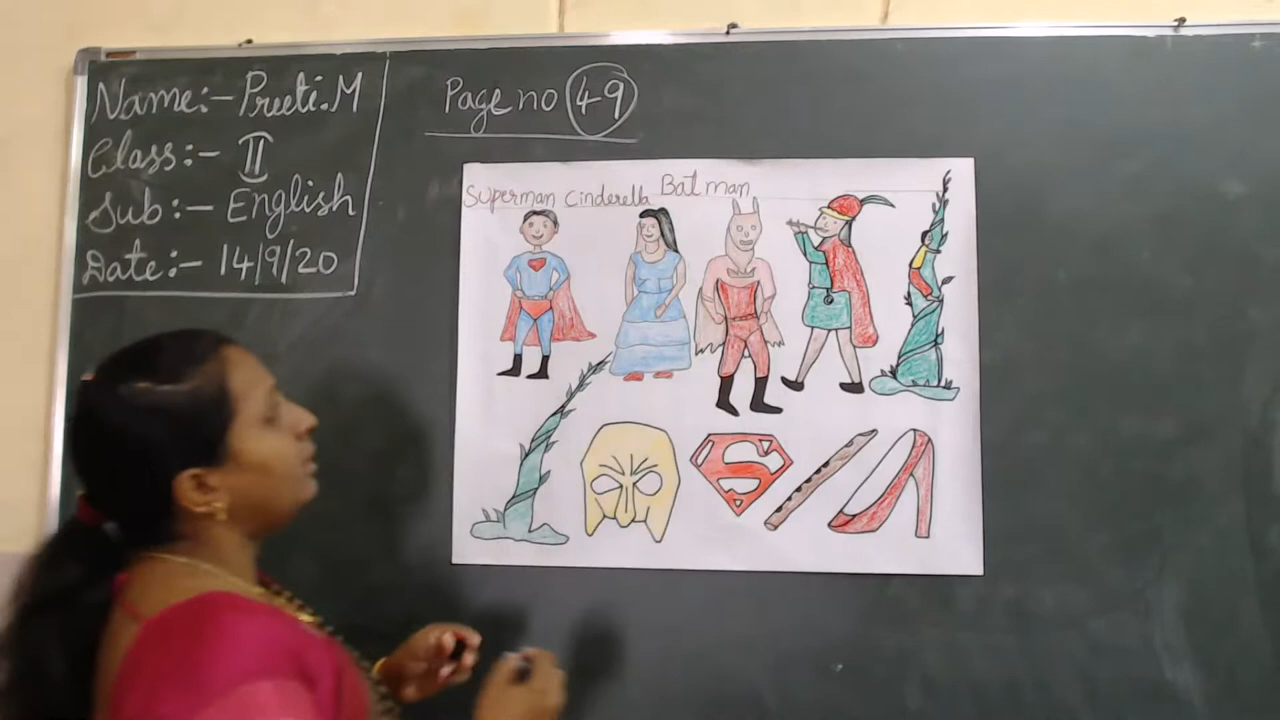 Name:- Preeti.M
Class:- II
Sub:- English
Date:- 14/9/20
Page no 49
Superman Cinderella Batman
S